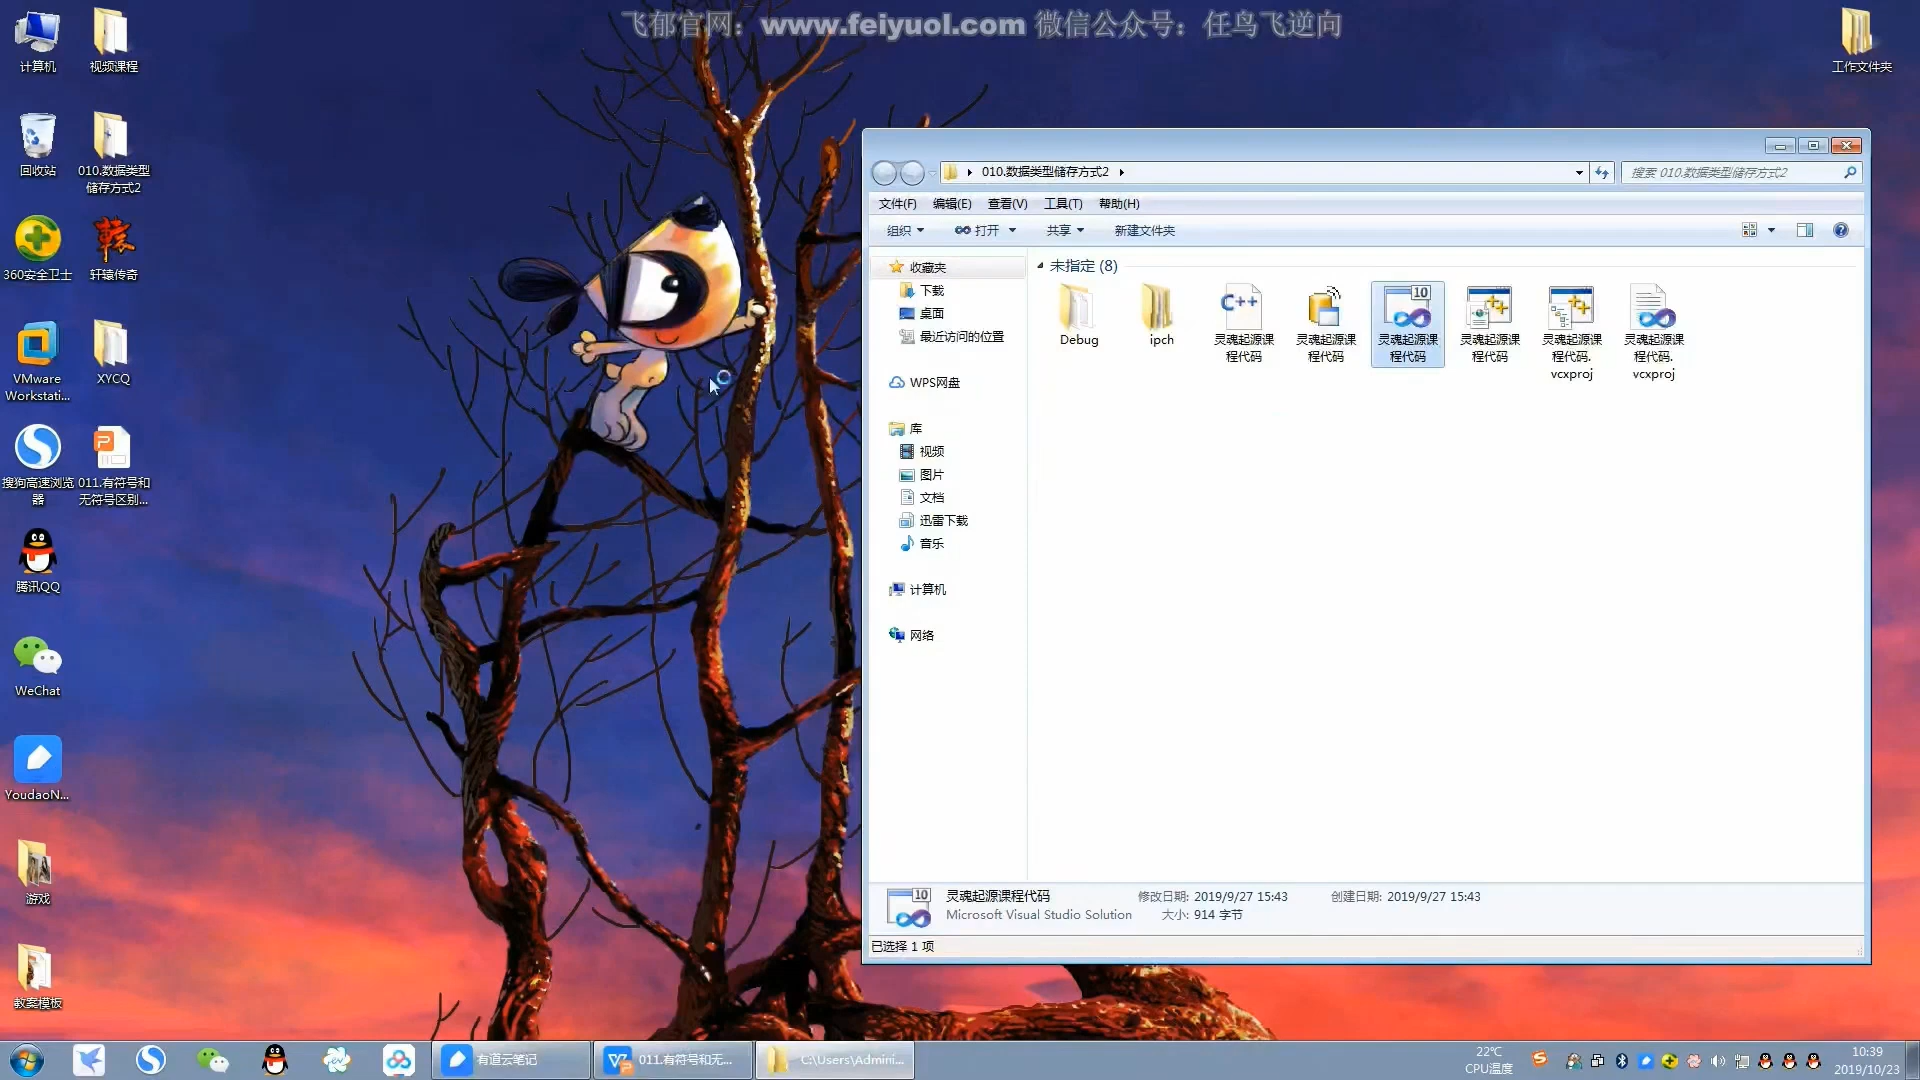 飞郁官网：www.feiyuol.com 微信公众号：任鸟飞逆向
计算机
视频课程
工作文件夹
回收站
010.数据类型
储存方式2
360安全卫士
轩辕传奇
VMware
Workstati...
XYCQ
搜狗高速浏览
器
011.有符号和
无符号区别...
腾讯QQ
WeChat
YoudaoN...
游戏
教案模板
010.数据类型储存方式2
搜索 010.数据类型储存方式2
文件(F) 编辑(E) 查看(V) 工具(T) 帮助(H)
组织 打开 共享 新建文件夹
收藏夹
下载
桌面
最近访问的位置
WPS网盘
库
视频
图片
文档
迅雷下载
音乐
计算机
网络
未指定 (8)
Debug
ipch
C++
灵魂起源课
程代码
灵魂起源课
程代码
10
灵魂起源课
程代码
灵魂起源课
程代码
灵魂起源课
程代码.
vcxproj
灵魂起源课
程代码.
vcxproj
10
灵魂起源课程代码 修改日期: 2019/9/27 15:43 创建日期: 2019/9/27 15:43
Microsoft Visual Studio Solution 大小: 914 字节
已选择 1 项
有道云笔记
011.有符号和无...
C:\Users\Admini...
22℃
CPU温度
10:39
2019/10/23